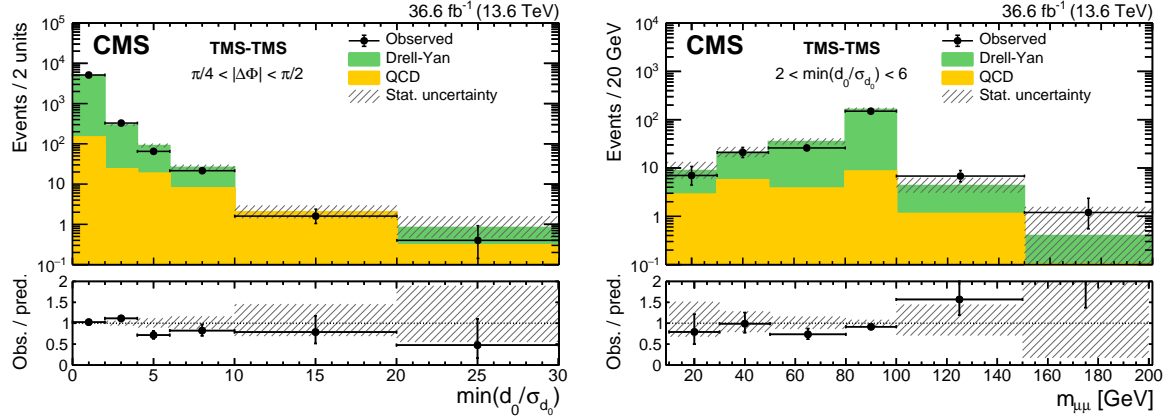 36.6 fb⁻¹ (13.6 TeV)
CMS
TMS-TMS
π/4 < |ΔΦ| < π/2
Observed
Drell-Yan
QCD
Stat. uncertainty
Events / 2 units
10⁵
10⁴
10³
10²
10
1
10⁻¹
Obs. / pred.
2
1.5
1
0.5
0
0 5 10 15 20 25 30
min(d₀/σ_d₀)
36.6 fb⁻¹ (13.6 TeV)
CMS
TMS-TMS
2 < min(d₀/σ_d₀) < 6
Observed
Drell-Yan
QCD
Stat. uncertainty
Events / 20 GeV
10⁴
10³
10²
10
1
10⁻¹
Obs. / pred.
2
1.5
1
0.5
0
20 40 60 80 100 120 140 160 180 200
m_μμ [GeV]